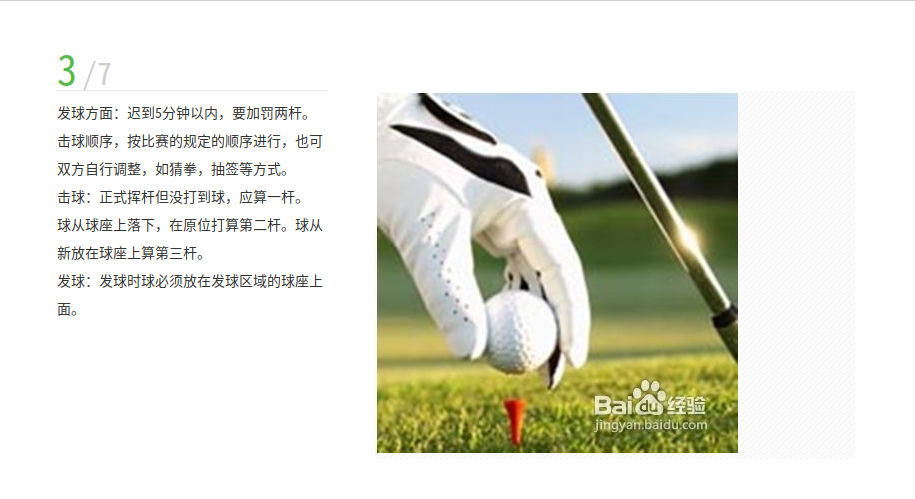 3/7
发球方面：迟到5分钟以内，要加罚两杆。
击球顺序，按比赛的规定的顺序进行，也可
双方自行调整，如猜拳，抽签等方式。
击球：正式挥杆但没打到球，应算一杆。
球从球座上落下，在原位打算第二杆。球从
新放在球座上算第三杆。
发球：发球时球必须放在发球区域的球座上
面。
Bai du 经验
jingyan.baidu.com